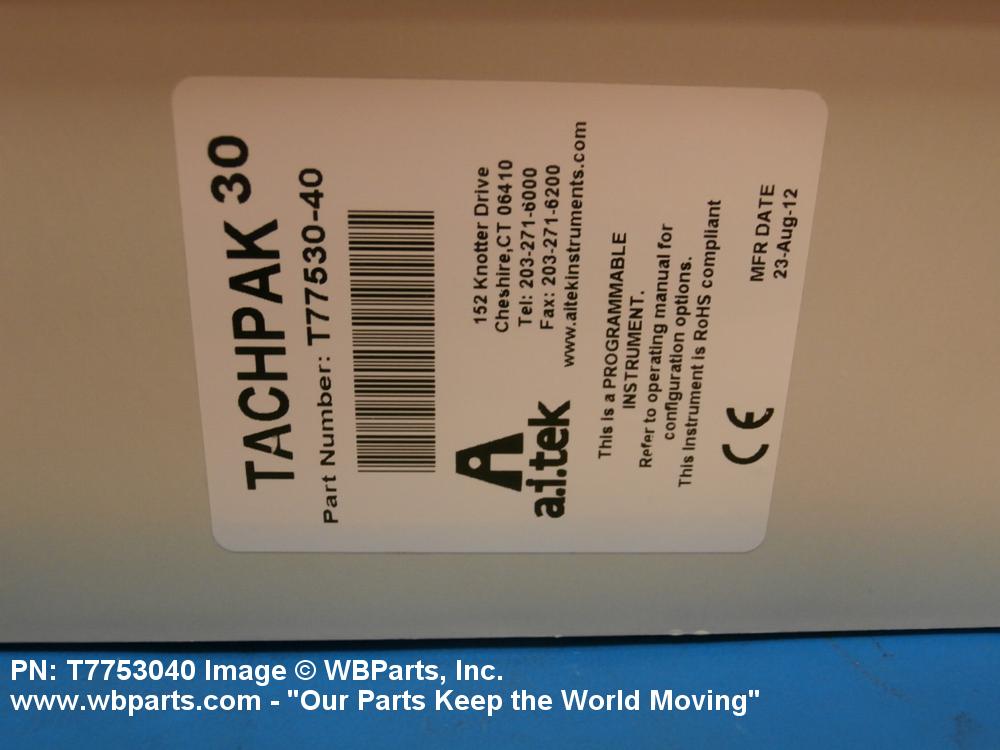 TACHPAK 30
Part Number: T77530-40
A
a.i.tek
152 Knotter Drive
Cheshire,CT 06410
Tel: 203-271-6000
Fax: 203-271-6200
www.aitekinstruments.com
This is a PROGRAMMABLE
INSTRUMENT.
Refer to operating manual for
configuration options.
This Instrument is RoHS compliant
CE
MFR DATE
23-Aug-12
PN: T7753040 Image © WBParts, Inc.
www.wbparts.com - "Our Parts Keep the World Moving"